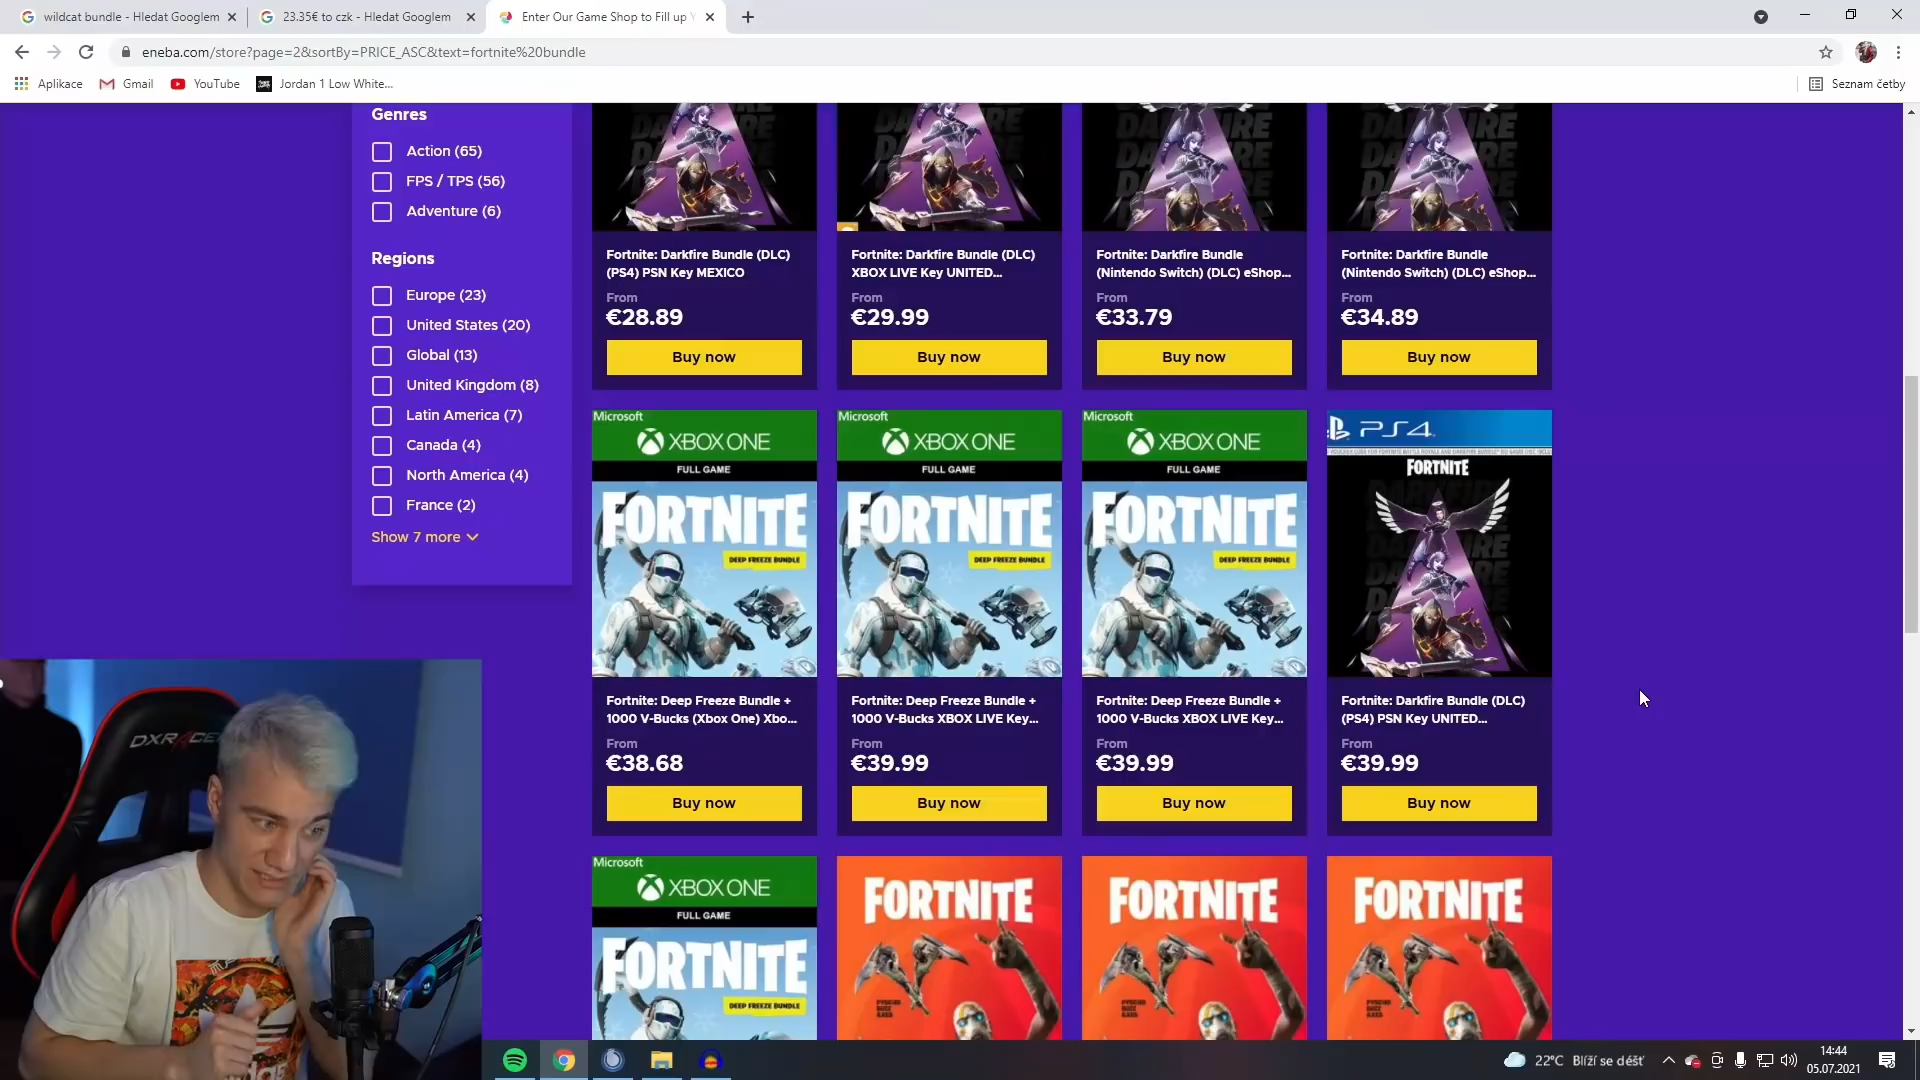 wildcat bundle - Hledat Googlem
23.35€ to czk - Hledat Googlem
Enter Our Game Shop to Fill up Y
eneba.com/store?page=2&sortBy=PRICE_ASC&text=fortnite%20bundle
Aplikace
Gmail
YouTube
Jordan 1 Low White...
Seznam četby
Genres
Action (65)
FPS / TPS (56)
Adventure (6)
Regions
Europe (23)
United States (20)
Global (13)
United Kingdom (8)
Latin America (7)
Canada (4)
North America (4)
France (2)
Show 7 more
Fortnite: Darkfire Bundle (DLC)
(PS4) PSN Key MEXICO
From
€28.89
Buy now
Fortnite: Darkfire Bundle (DLC)
XBOX LIVE Key UNITED...
From
€29.99
Buy now
Fortnite: Darkfire Bundle
(Nintendo Switch) (DLC) eShop...
From
€33.79
Buy now
Fortnite: Darkfire Bundle
(Nintendo Switch) (DLC) eShop...
From
€34.89
Buy now
Microsoft
XBOX ONE
FULL GAME
FORTNITE
DEEP FREEZE BUNDLE
Fortnite: Deep Freeze Bundle +
1000 V-Bucks (Xbox One) Xbo...
From
€38.68
Buy now
Microsoft
XBOX ONE
FULL GAME
FORTNITE
DEEP FREEZE BUNDLE
Fortnite: Deep Freeze Bundle +
1000 V-Bucks XBOX LIVE Key...
From
€39.99
Buy now
Microsoft
XBOX ONE
FULL GAME
FORTNITE
DEEP FREEZE BUNDLE
Fortnite: Deep Freeze Bundle +
1000 V-Bucks XBOX LIVE Key...
From
€39.99
Buy now
PS4
FORTNITE
DARKFIRE
Fortnite: Darkfire Bundle (DLC)
(PS4) PSN Key UNITED...
From
€39.99
Buy now
Microsoft
XBOX ONE
FULL GAME
FORTNITE
DEEP FREEZE BUNDLE
FORTNITE
FORTNITE
FORTNITE
DXRACER
22°C Blíží se déšť
14:44
05.07.2021